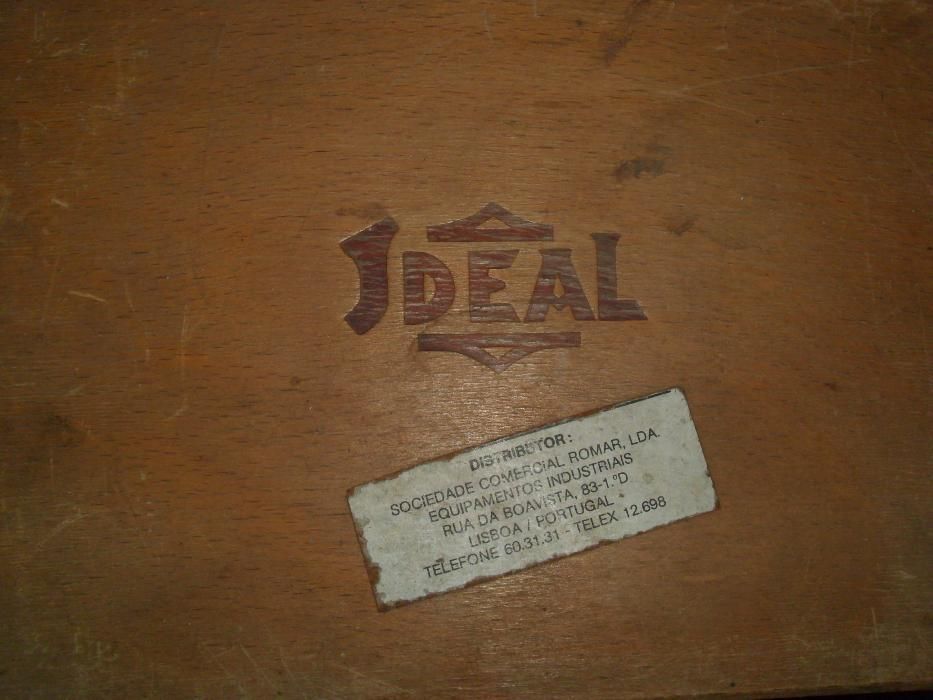 IDEAL
DISTRIBUTOR:
SOCIEDADE COMERCIAL ROMAR, LDA.
EQUIPAMENTOS INDUSTRIAIS
RUA DA BOAVISTA, 83-1.ºD
LISBOA / PORTUGAL
TELEFONE 60.31.31 - TELEX 12.698